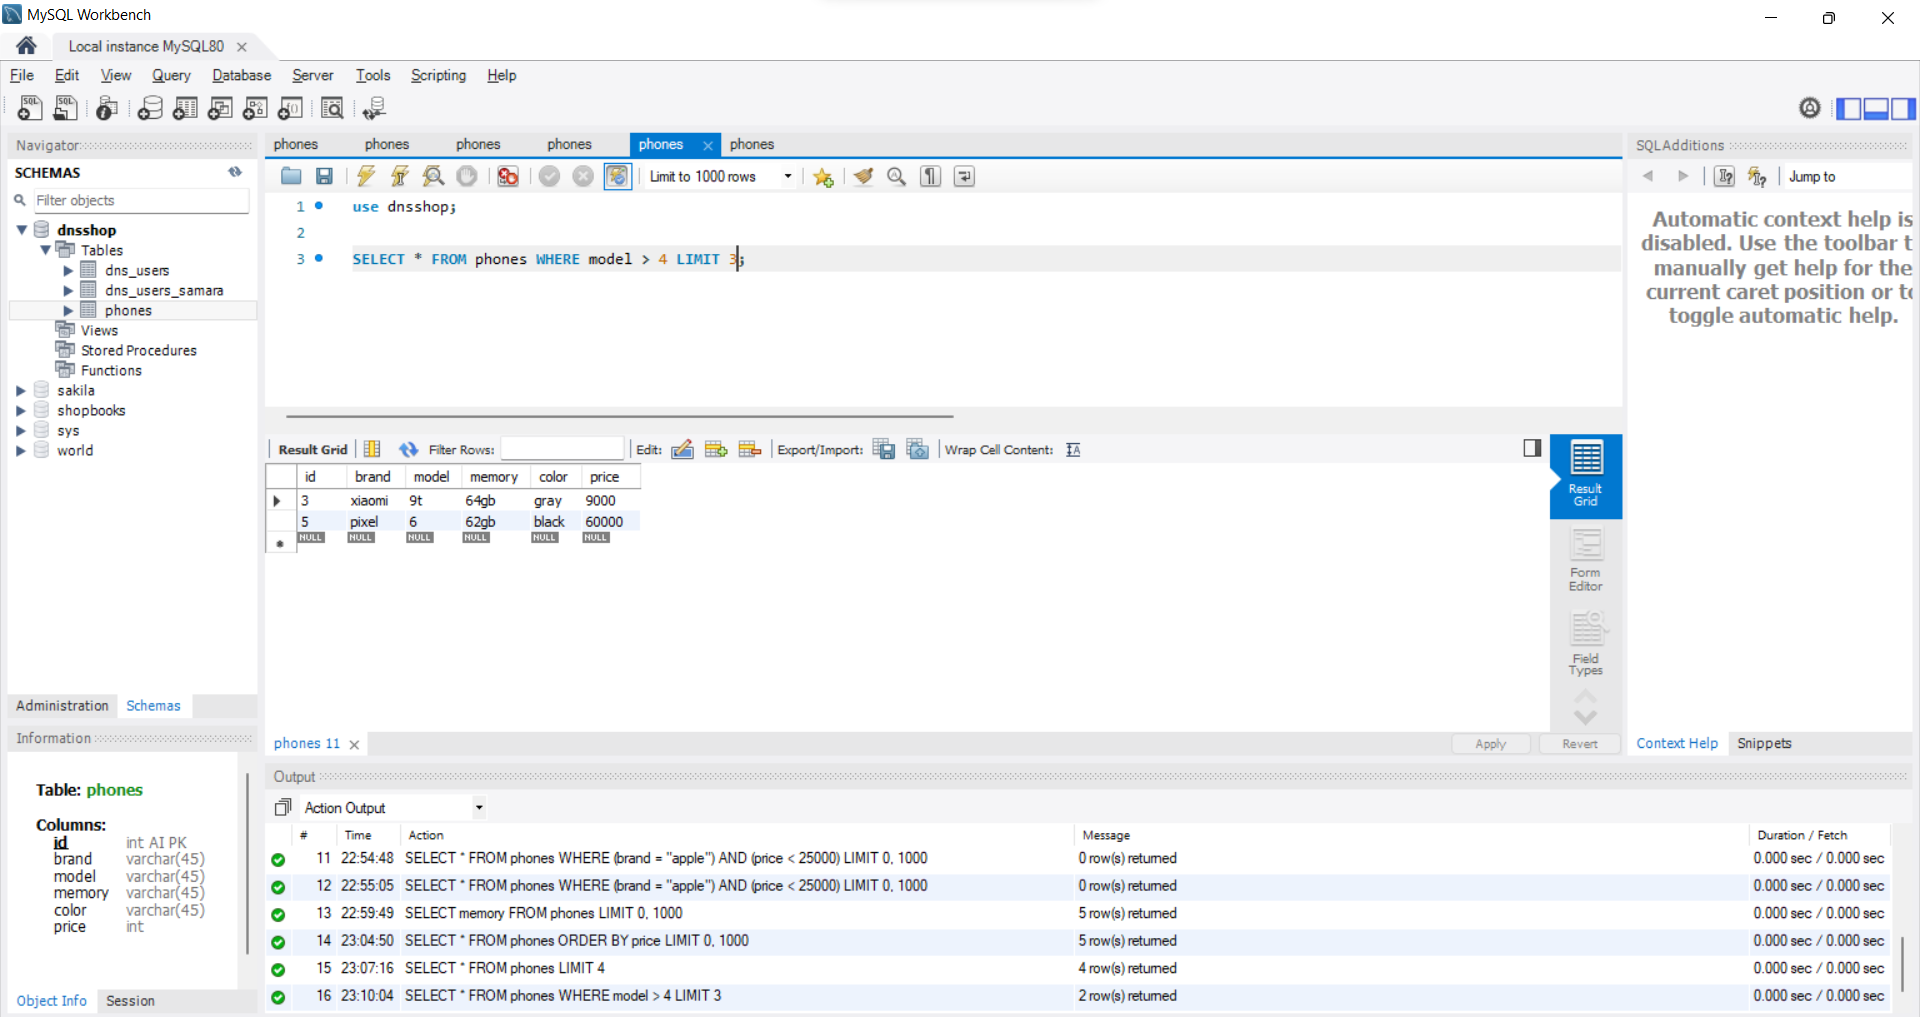 MySQL Workbench
Local instance MySQL80
File Edit View Query Database Server Tools Scripting Help
Navigator
SCHEMAS
Filter objects
dnsshop
Tables
dns_users
dns_users_samara
phones
Views
Stored Procedures
Functions
sakila
shopbooks
sys
world
Administration Schemas
Information
Table: phones
Columns:
id int AI PK
brand varchar(45)
model varchar(45)
memory varchar(45)
color varchar(45)
price int
Object Info Session
phones phones phones phones phones phones
Limit to 1000 rows
1 use dnsshop;
2
3 SELECT * FROM phones WHERE model > 4 LIMIT 3;
Result Grid Filter Rows: Edit: Export/Import: Wrap Cell Content:
id brand model memory color price
3 xiaomi 9t 64gb gray 9000
5 pixel 6 62gb black 60000
NULL NULL NULL NULL NULL NULL
Result Grid
Form Editor
Field Types
phones 11
Apply Revert
SQLAdditions
Jump to
Automatic context help is
disabled. Use the toolbar t
manually get help for the
current caret position or to
toggle automatic help.
Context Help Snippets
Output
Action Output
# Time Action Message Duration / Fetch
11 22:54:48 SELECT * FROM phones WHERE (brand = "apple") AND (price < 25000) LIMIT 0, 1000 0 row(s) returned 0.000 sec / 0.000 sec
12 22:55:05 SELECT * FROM phones WHERE (brand = "apple") AND (price < 25000) LIMIT 0, 1000 0 row(s) returned 0.000 sec / 0.000 sec
13 22:59:49 SELECT memory FROM phones LIMIT 0, 1000 5 row(s) returned 0.000 sec / 0.000 sec
14 23:04:50 SELECT * FROM phones ORDER BY price LIMIT 0, 1000 5 row(s) returned 0.000 sec / 0.000 sec
15 23:07:16 SELECT * FROM phones LIMIT 4 4 row(s) returned 0.000 sec / 0.000 sec
16 23:10:04 SELECT * FROM phones WHERE model > 4 LIMIT 3 2 row(s) returned 0.000 sec / 0.000 sec